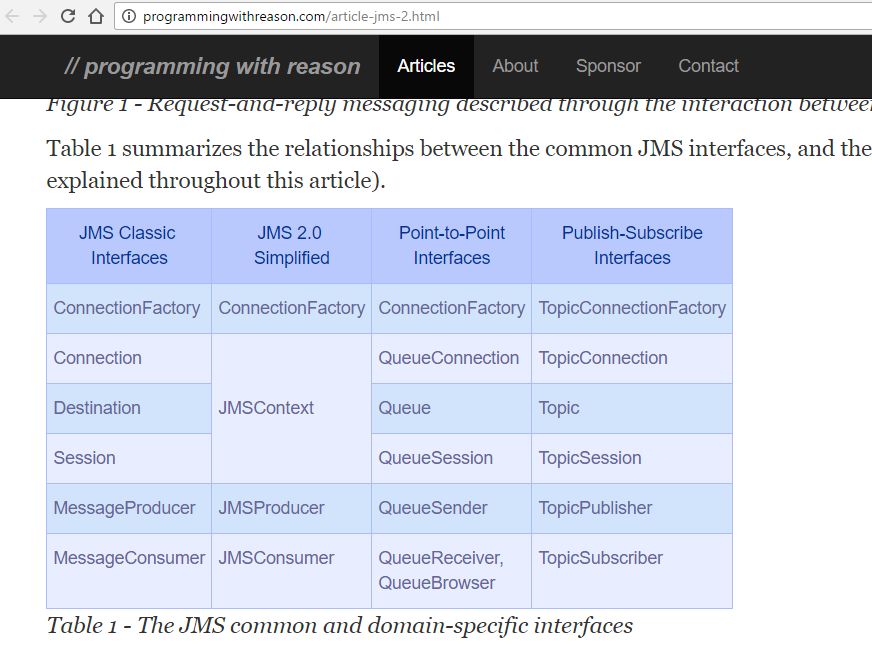 programmingwithreason.com/article-jms-2.html
// programming with reason Articles About Sponsor Contact
Figure 1 - Request-and-reply messaging described through the interaction between
Table 1 summarizes the relationships between the common JMS interfaces, and the
explained throughout this article).
JMS Classic Interfaces JMS 2.0 Simplified Point-to-Point Interfaces Publish-Subscribe Interfaces
ConnectionFactory ConnectionFactory ConnectionFactory TopicConnectionFactory
Connection QueueConnection TopicConnection
Destination JMSContext Queue Topic
Session QueueSession TopicSession
MessageProducer JMSProducer QueueSender TopicPublisher
MessageConsumer JMSConsumer QueueReceiver, TopicSubscriber
QueueBrowser
Table 1 - The JMS common and domain-specific interfaces